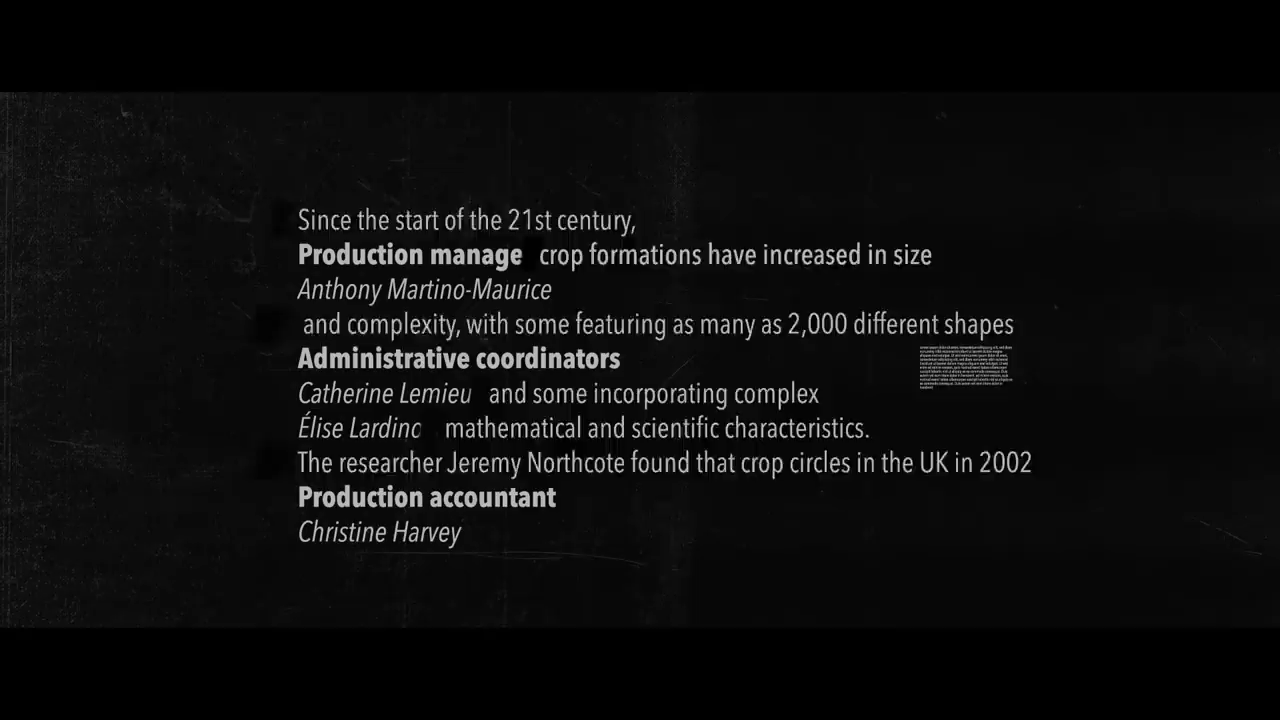 Since the start of the 21st century,
Production manage crop formations have increased in size
Anthony Martino-Maurice
and complexity, with some featuring as many as 2,000 different shapes
Administrative coordinators
Catherine Lemieu and some incorporating complex
Élise Lardino mathematical and scientific characteristics.
The researcher Jeremy Northcote found that crop circles in the UK in 2002
Production accountant
Christine Harvey